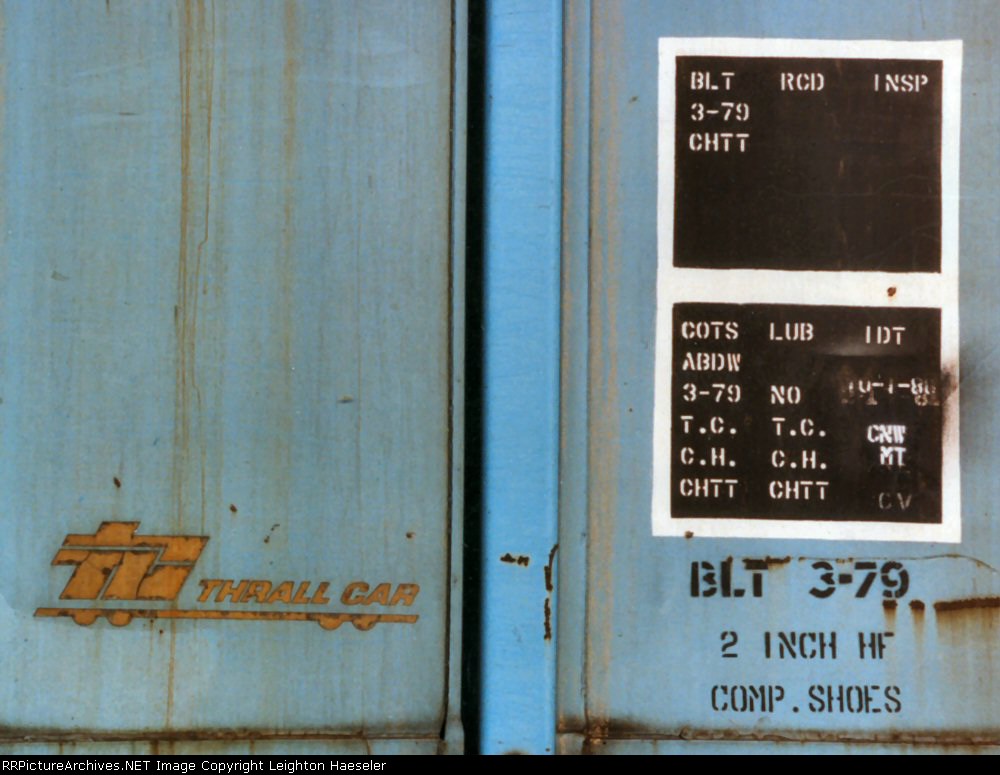 BLT RCD INSP
3-79
CHTT
COTS LUB IDT
ABDW
3-79 NO
T.C. T.C. CNW
C.H. C.H. MT
CHTT CHTT CV
THRALL CAR
BLT 3-79
2 INCH HF
COMP. SHOES
RRPictureArchives.NET Image Copyright Leighton Haeseler